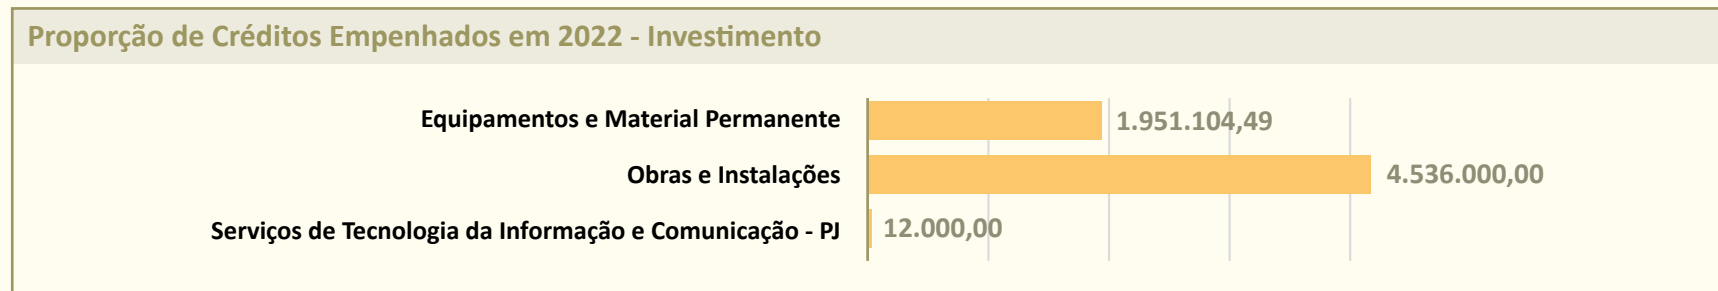 Proporção de Créditos Empenhados em 2022 - Investimento
Equipamentos e Material Permanente 1.951.104,49
Obras e Instalações 4.536.000,00
Serviços de Tecnologia da Informação e Comunicação - PJ 12.000,00